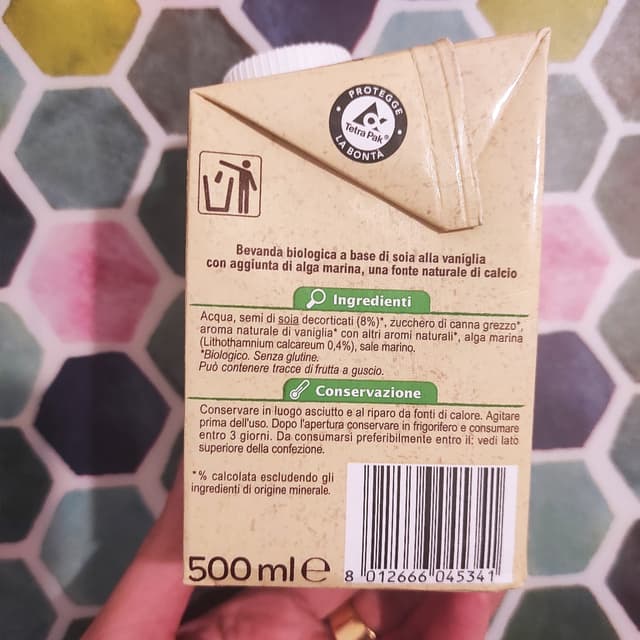 PROTEGGE
Tetra Pak®
LA BONTÀ
Bevanda biologica a base di soia alla vaniglia
con aggiunta di alga marina, una fonte naturale di calcio
Ingredienti
Acqua, semi di soia decorticati (8%)*, zucchero di canna grezzo*,
aroma naturale di vaniglia* con altri aromi naturali*, alga marina
(Lithothamnium calcareum 0,4%), sale marino.
*Biologico. Senza glutine.
Può contenere tracce di frutta a guscio.
Conservazione
Conservare in luogo asciutto e al riparo da fonti di calore. Agitare
prima dell'uso. Dopo l'apertura conservare in frigorifero e consumare
entro 3 giorni. Da consumarsi preferibilmente entro il: vedi lato
superiore della confezione.
*% calcolata escludendo gli
ingredienti di origine minerale.
500 ml e
8 012666 045341